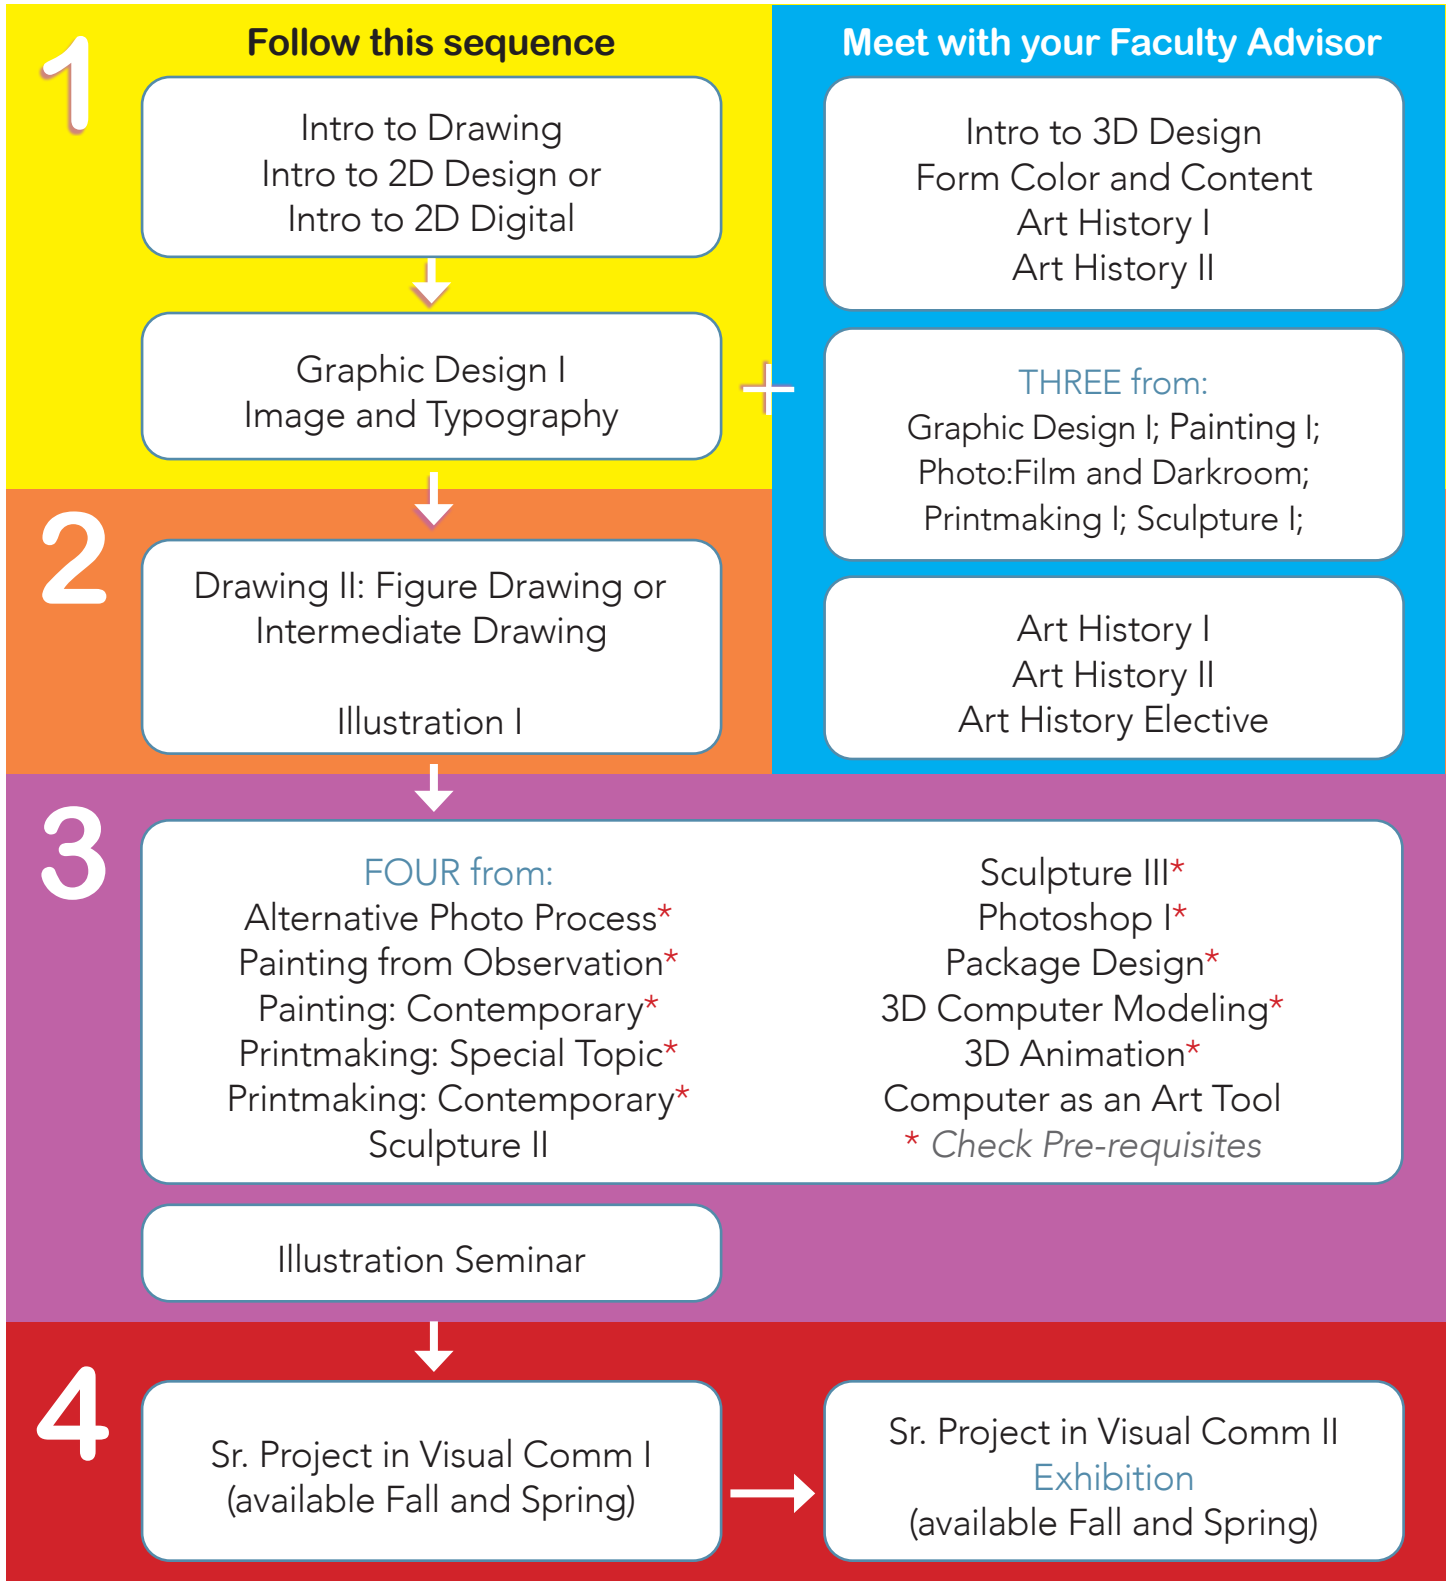 1
Follow this sequence
Intro to Drawing
Intro to 2D Design or
Intro to 2D Digital
Graphic Design I
Image and Typography
Meet with your Faculty Advisor
Intro to 3D Design
Form Color and Content
Art History I
Art History II
+
THREE from:
Graphic Design I; Painting I;
Photo:Film and Darkroom;
Printmaking I; Sculpture I;
Art History I
Art History II
Art History Elective
2
Drawing II: Figure Drawing or
Intermediate Drawing
Illustration I
3
FOUR from:
Alternative Photo Process*
Painting from Observation*
Painting: Contemporary*
Printmaking: Special Topic*
Printmaking: Contemporary*
Sculpture II
Sculpture III*
Photoshop I*
Package Design*
3D Computer Modeling*
3D Animation*
Computer as an Art Tool
* Check Pre-requisites
Illustration Seminar
4
Sr. Project in Visual Comm I
(available Fall and Spring)
Sr. Project in Visual Comm II
Exhibition
(available Fall and Spring)